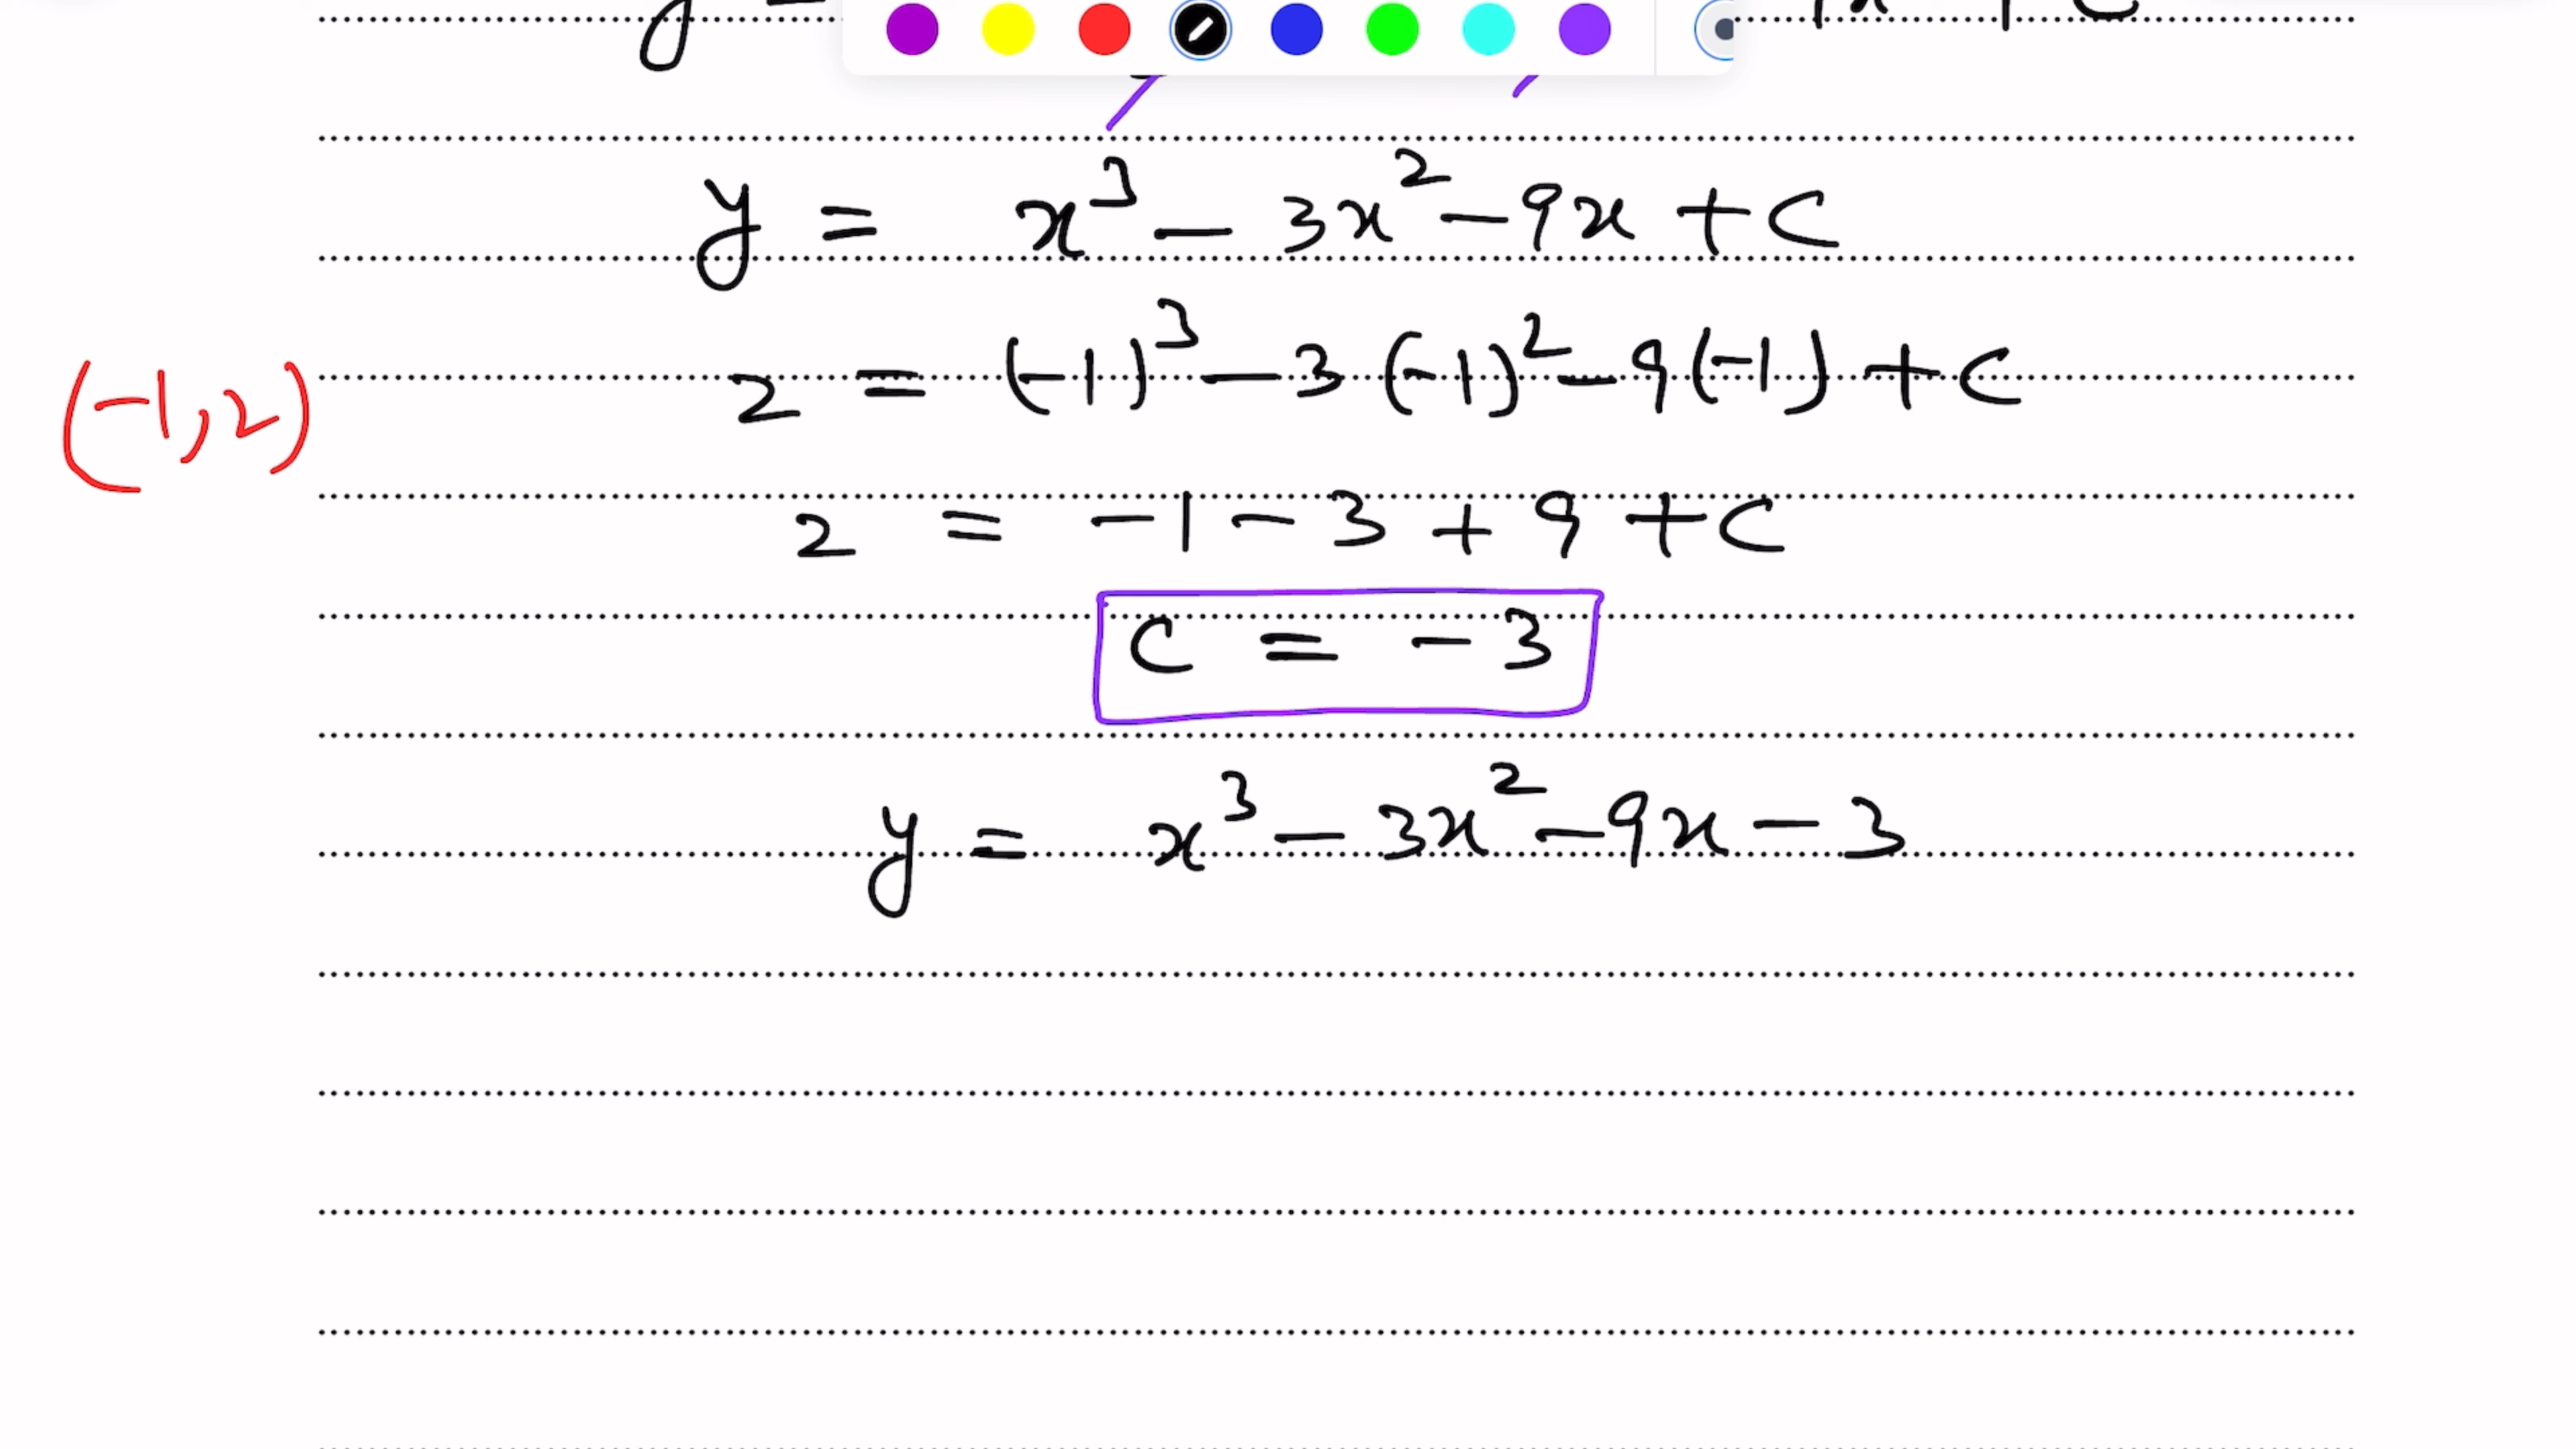 y = x³ - 3x² - 9x + c
(-1,2)
2 = (-1)³ - 3(-1)² - 9(-1) + c
2 = -1 - 3 + 9 + c
c = -3
y = x³ - 3x² - 9x - 3